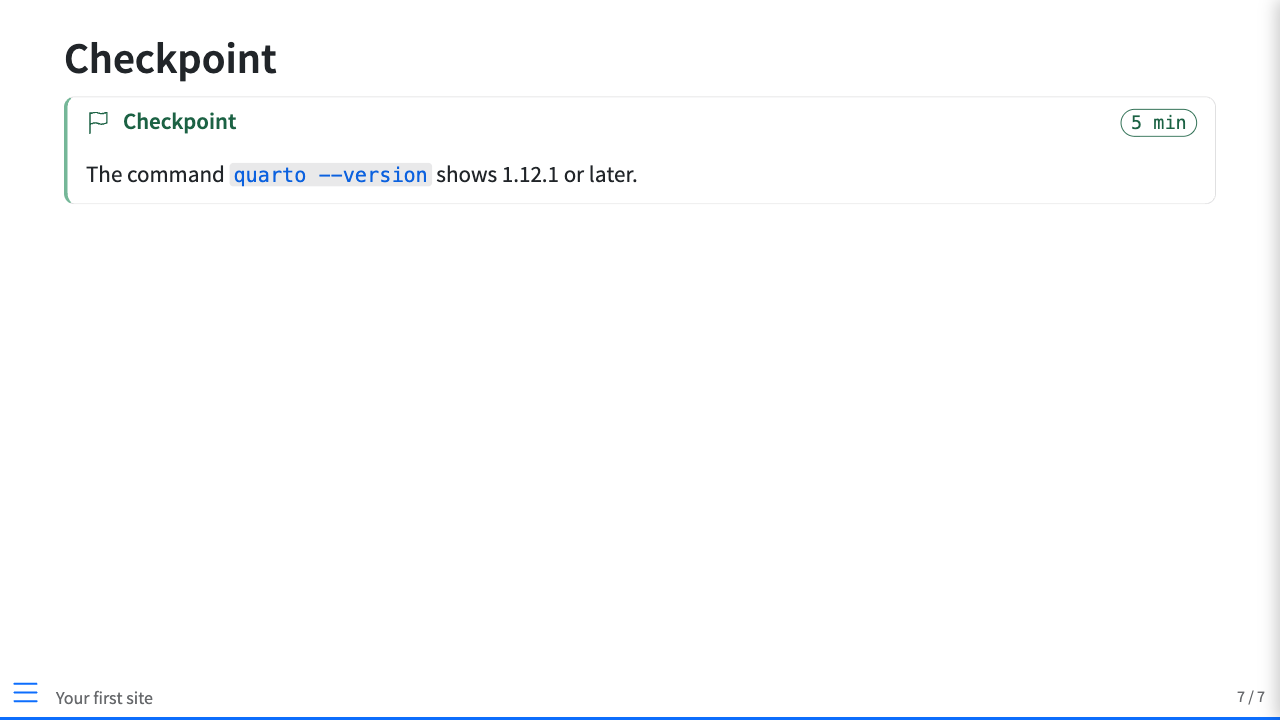 Checkpoint
Checkpoint
5 min
The command quarto --version shows 1.12.1 or later.
Your first site
7 / 7